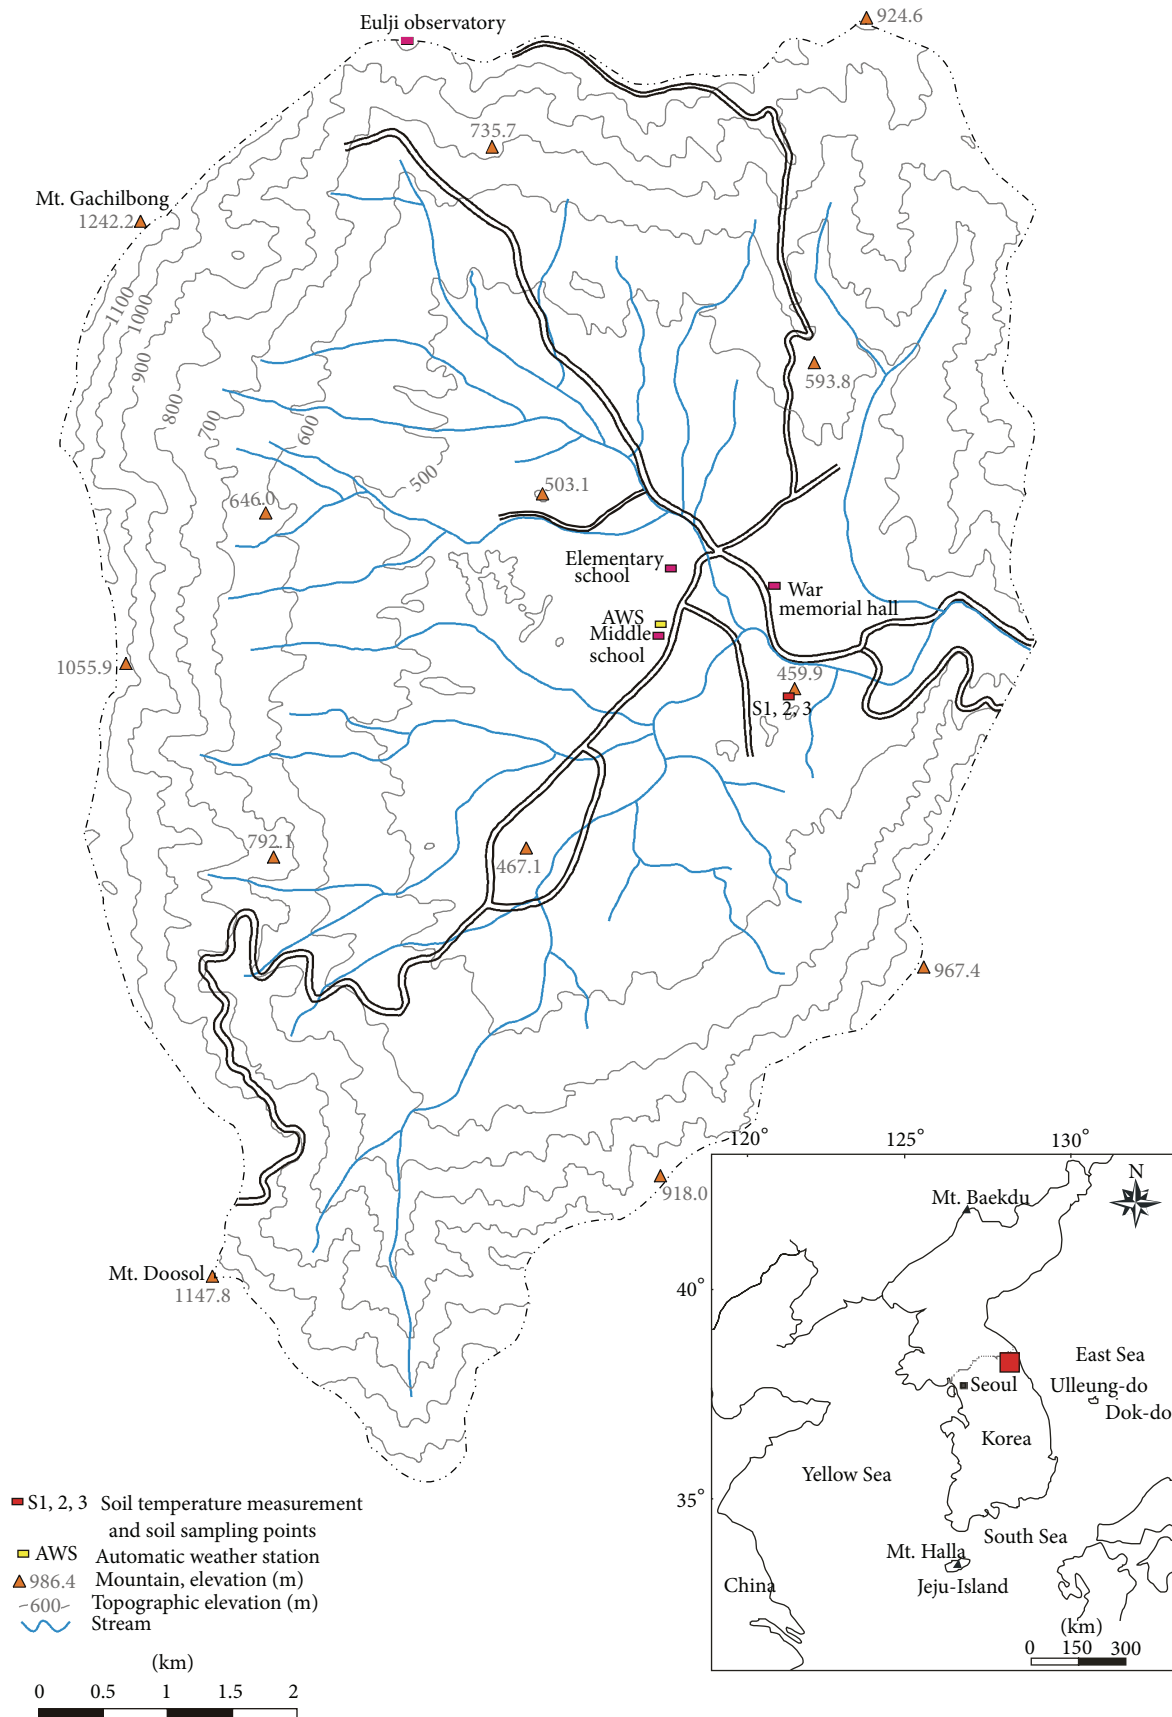 Eulji observatory
924.6
735.7
Mt. Gachilbong
1242.2
1100
1000
900
800
700
600
500
593.8
646.0
503.1
Elementary
school
War
memorial hall
AWS
Middle
school
1055.9
459.9
S1, 2, 3
792.1
467.1
967.4
918.0
Mt. Doosol
1147.8
120°
125°
130°
N
Mt. Baekdu
40°
East Sea
Seoul
Ulleung-do
Dok-do
Korea
Yellow Sea
35°
South Sea
Mt. Halla
China
Jeju-Island
(km)
0 150 300
S1, 2, 3 Soil temperature measurement
and soil sampling points
AWS Automatic weather station
986.4 Mountain, elevation (m)
600 Topographic elevation (m)
Stream
(km)
0 0.5 1 1.5 2